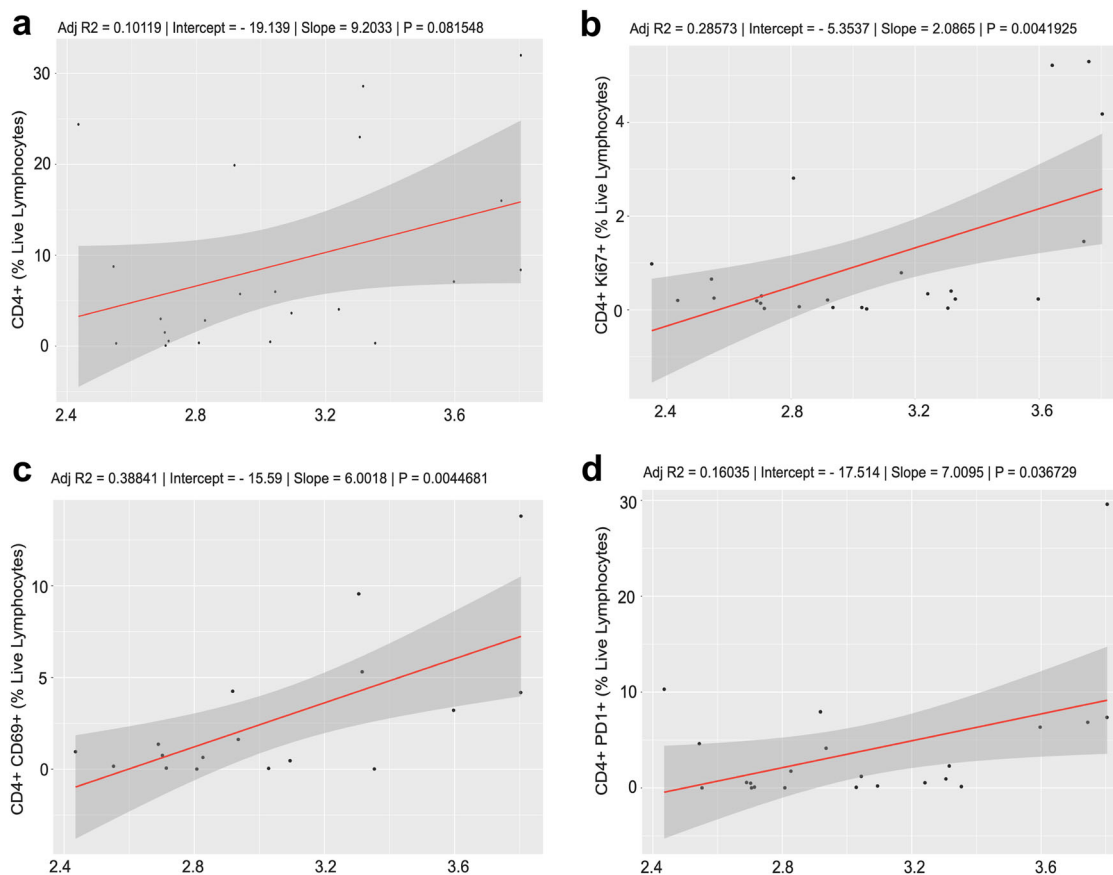 a
Adj R2 = 0.10119 | Intercept = - 19.139 | Slope = 9.2033 | P = 0.081548
CD4+ (% Live Lymphocytes)
30
20
10
0
2.4 2.8 3.2 3.6
b
Adj R2 = 0.28573 | Intercept = - 5.3537 | Slope = 2.0865 | P = 0.0041925
CD4+ Ki67+ (% Live Lymphocytes)
4
2
0
2.4 2.8 3.2 3.6
c
Adj R2 = 0.38841 | Intercept = - 15.59 | Slope = 6.0018 | P = 0.0044681
CD4+ CD69+ (% Live Lymphocytes)
10
5
0
2.4 2.8 3.2 3.6
d
Adj R2 = 0.16035 | Intercept = - 17.514 | Slope = 7.0095 | P = 0.036729
CD4+ PD1+ (% Live Lymphocytes)
30
20
10
0
2.4 2.8 3.2 3.6